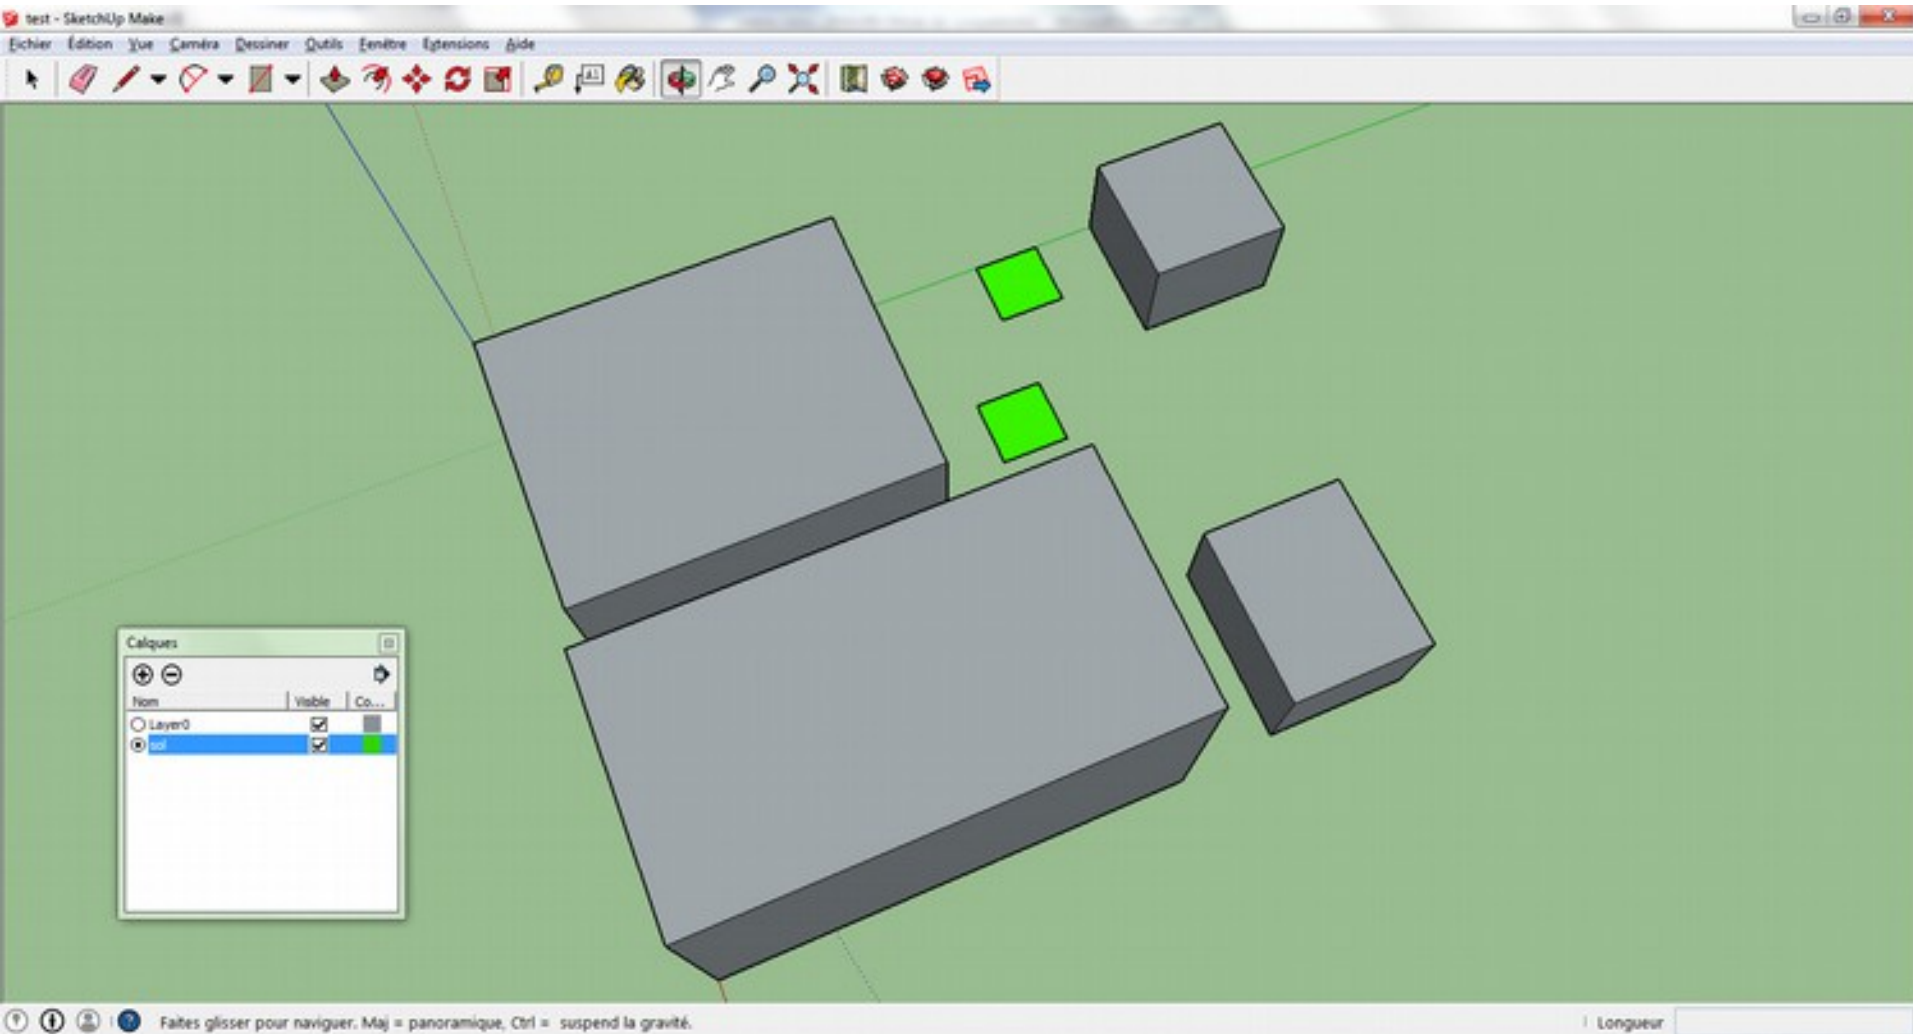 test - SketchUp Make
Fichier Édition Vue Caméra Dessiner Outils Fenêtre Extensions Aide
A1
Calques
Nom Visible Co...
Layer0
sol
Faites glisser pour naviguer. Maj = panoramique, Ctrl = suspend la gravité.
Longueur